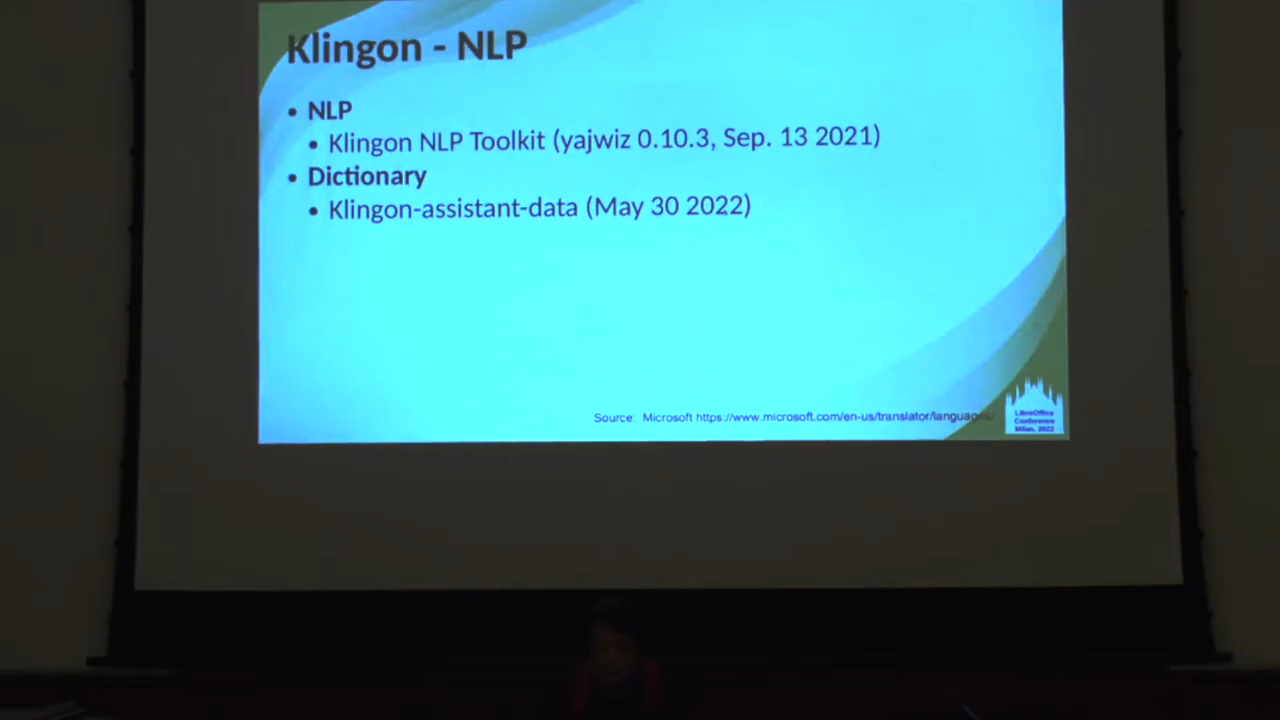 Klingon - NLP
• NLP
• Klingon NLP Toolkit (yajwiz 0.10.3, Sep. 13 2021)
• Dictionary
• Klingon-assistant-data (May 30 2022)
Source: Microsoft https://www.microsoft.com/en-us/translator/languages/
LibreOffice
Conference
Milan, 2022